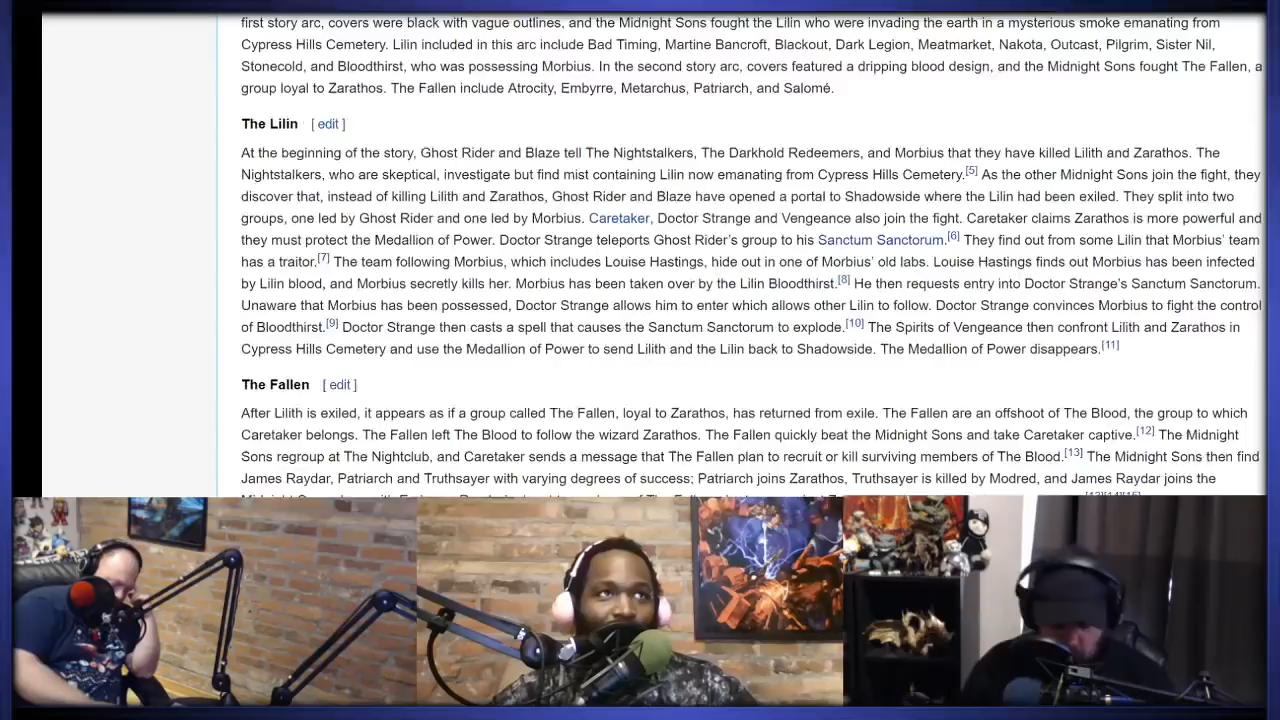 first story arc, covers were black with vague outlines, and the Midnight Sons fought the Lilin who were invading the earth in a mysterious smoke emanating from
Cypress Hills Cemetery. Lilin included in this arc include Bad Timing, Martine Bancroft, Blackout, Dark Legion, Meatmarket, Nakota, Outcast, Pilgrim, Sister Nil,
Stonecold, and Bloodthirst, who was possessing Morbius. In the second story arc, covers featured a dripping blood design, and the Midnight Sons fought The Fallen, a
group loyal to Zarathos. The Fallen include Atrocity, Embyrre, Metarchus, Patriarch, and Salomé.
The Lilin [ edit ]
At the beginning of the story, Ghost Rider and Blaze tell The Nightstalkers, The Darkhold Redeemers, and Morbius that they have killed Lilith and Zarathos. The
Nightstalkers, who are skeptical, investigate but find mist containing Lilin now emanating from Cypress Hills Cemetery.[5] As the other Midnight Sons join the fight, they
discover that, instead of killing Lilith and Zarathos, Ghost Rider and Blaze have opened a portal to Shadowside where the Lilin had been exiled. They split into two
groups, one led by Ghost Rider and one led by Morbius. Caretaker, Doctor Strange and Vengeance also join the fight. Caretaker claims Zarathos is more powerful and
they must protect the Medallion of Power. Doctor Strange teleports Ghost Rider's group to his Sanctum Sanctorum.[6] They find out from some Lilin that Morbius' team
has a traitor.[7] The team following Morbius, which includes Louise Hastings, hide out in one of Morbius' old labs. Louise Hastings finds out Morbius has been infected
by Lilin blood, and Morbius secretly kills her. Morbius has been taken over by the Lilin Bloodthirst.[8] He then requests entry into Doctor Strange's Sanctum Sanctorum.
Unaware that Morbius has been possessed, Doctor Strange allows him to enter which allows other Lilin to follow. Doctor Strange convinces Morbius to fight the control
of Bloodthirst.[9] Doctor Strange then casts a spell that causes the Sanctum Sanctorum to explode.[10] The Spirits of Vengeance then confront Lilith and Zarathos in
Cypress Hills Cemetery and use the Medallion of Power to send Lilith and the Lilin back to Shadowside. The Medallion of Power disappears.[11]
The Fallen [ edit ]
After Lilith is exiled, it appears as if a group called The Fallen, loyal to Zarathos, has returned from exile. The Fallen are an offshoot of The Blood, the group to which
Caretaker belongs. The Fallen left The Blood to follow the wizard Zarathos. The Fallen quickly beat the Midnight Sons and take Caretaker captive.[12] The Midnight
Sons regroup at The Nightclub, and Caretaker sends a message that The Fallen plan to recruit or kill surviving members of The Blood.[13] The Midnight Sons then find
James Raydar, Patriarch and Truthsayer with varying degrees of success; Patriarch joins Zarathos, Truthsayer is killed by Modred, and James Raydar joins the